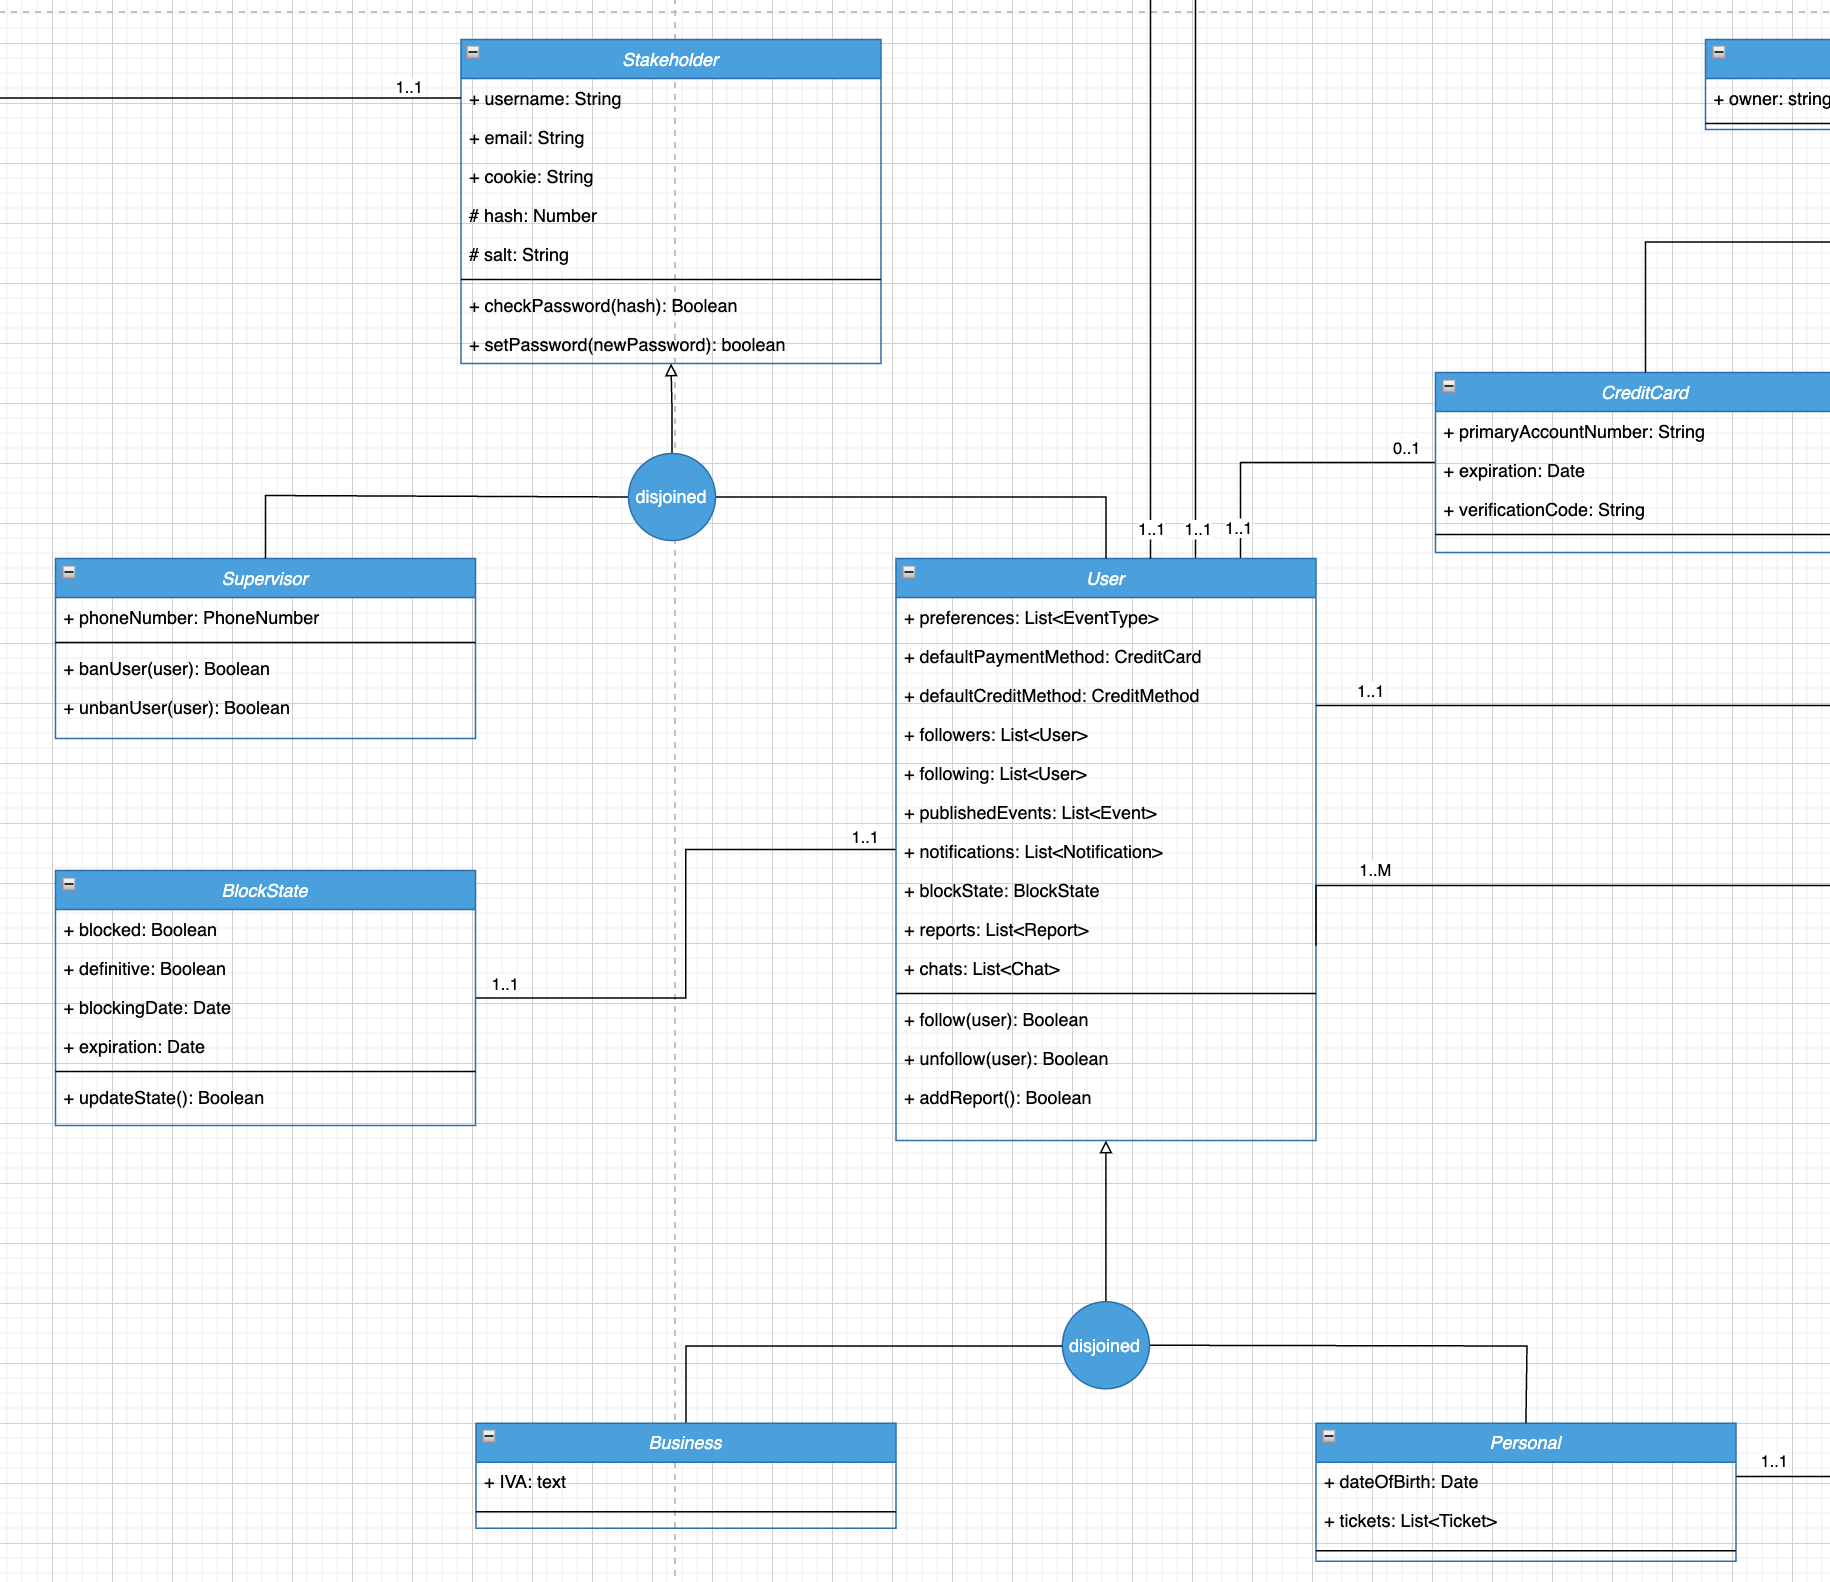 Stakeholder
1..1
+ username: String
+ email: String
+ cookie: String
# hash: Number
# salt: String
+ checkPassword(hash): Boolean
+ setPassword(newPassword): boolean
+ owner: string
CreditCard
+ primaryAccountNumber: String
+ expiration: Date
+ verificationCode: String
0..1
disjoined
1..1
1..1
1..1
Supervisor
+ phoneNumber: PhoneNumber
+ banUser(user): Boolean
+ unbanUser(user): Boolean
User
+ preferences: List<EventType>
+ defaultPaymentMethod: CreditCard
+ defaultCreditMethod: CreditMethod
+ followers: List<User>
+ following: List<User>
+ publishedEvents: List<Event>
+ notifications: List<Notification>
+ blockState: BlockState
+ reports: List<Report>
+ chats: List<Chat>
+ follow(user): Boolean
+ unfollow(user): Boolean
+ addReport(): Boolean
1..1
1..M
1..1
1..1
BlockState
+ blocked: Boolean
+ definitive: Boolean
+ blockingDate: Date
+ expiration: Date
+ updateState(): Boolean
disjoined
Business
+ IVA: text
Personal
+ dateOfBirth: Date
+ tickets: List<Ticket>
1..1